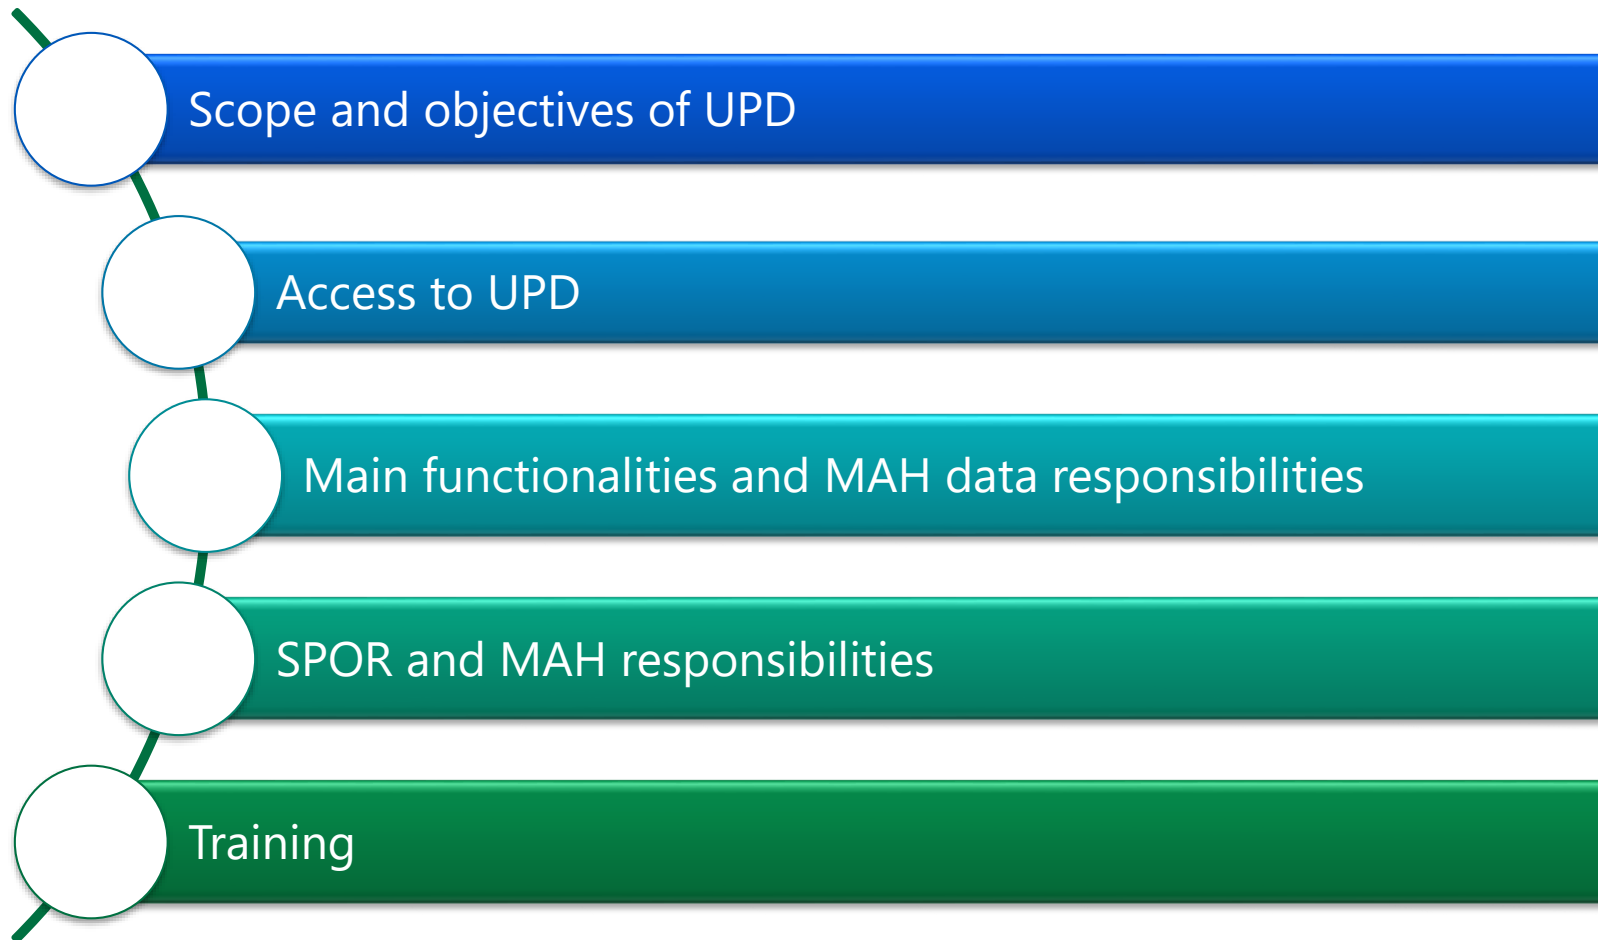 Scope and objectives of UPD
Access to UPD
Main functionalities and MAH data responsibilities
SPOR and MAH responsibilities
Training